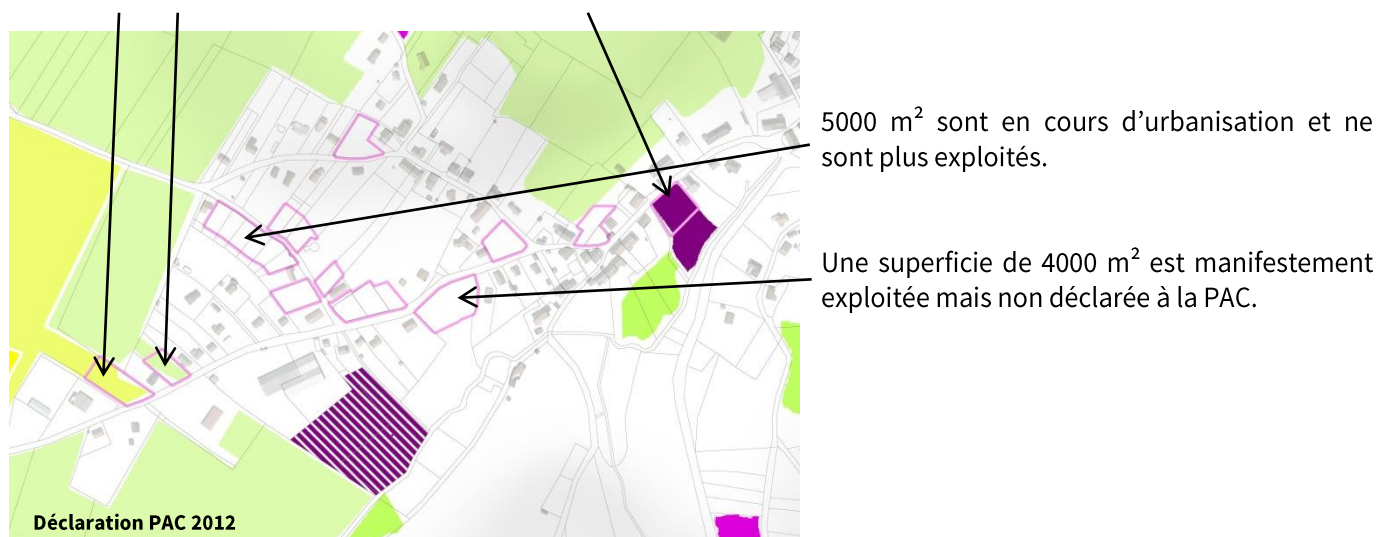 5000 m² sont en cours d’urbanisation et ne
sont plus exploités.
Une superficie de 4000 m² est manifestement
exploitée mais non déclarée à la PAC.
Déclaration PAC 2012